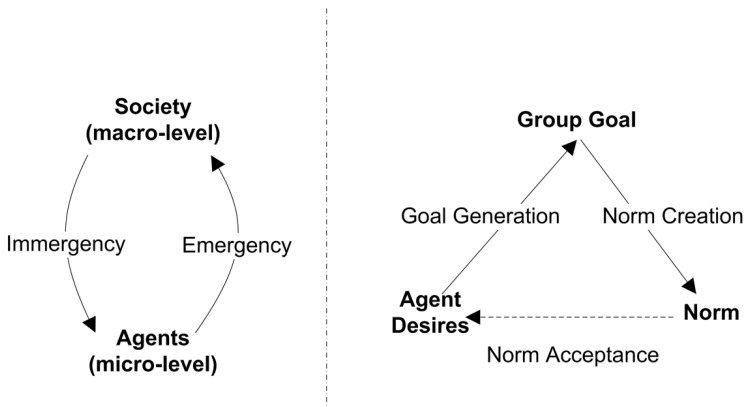 Society
(macro-level)
Immergency
Emergency
Agents
(micro-level)
Group Goal
Goal Generation
Norm Creation
Agent
Desires
Norm
Norm Acceptance